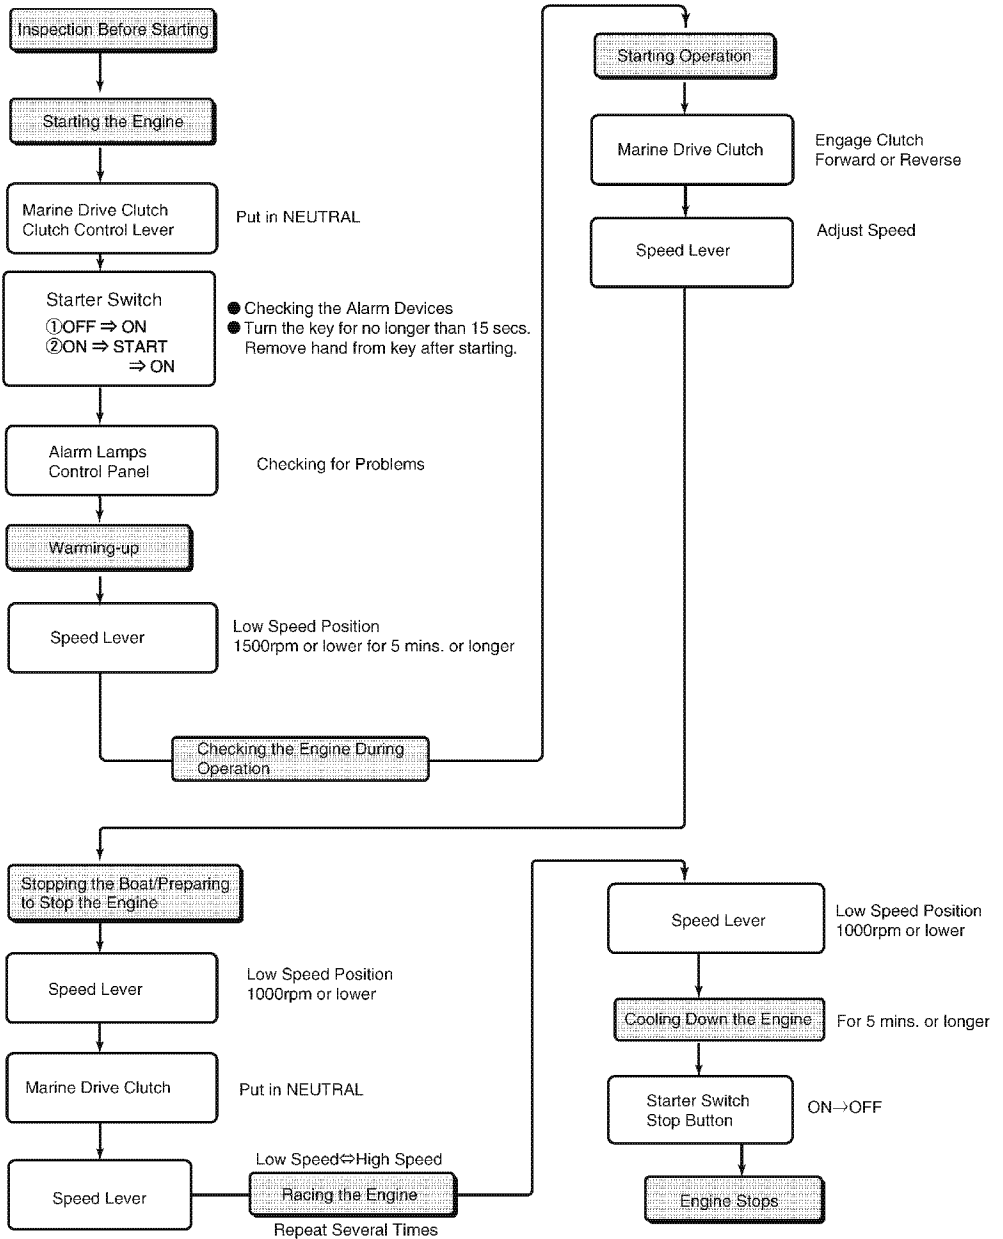 Inspection Before Starting
Starting the Engine
Marine Drive Clutch
Clutch Control Lever
Put in NEUTRAL
Starter Switch
①OFF ⇒ ON
②ON ⇒ START
⇒ ON
● Checking the Alarm Devices
● Turn the key for no longer than 15 secs.
Remove hand from key after starting.
Alarm Lamps
Control Panel
Checking for Problems
Warming-up
Speed Lever
Low Speed Position
1500rpm or lower for 5 mins. or longer
Checking the Engine During
Operation
Starting Operation
Marine Drive Clutch
Engage Clutch
Forward or Reverse
Speed Lever
Adjust Speed
Stopping the Boat/Preparing
to Stop the Engine
Speed Lever
Low Speed Position
1000rpm or lower
Marine Drive Clutch
Put in NEUTRAL
Speed Lever
Low Speed⇔High Speed
Racing the Engine
Repeat Several Times
Speed Lever
Low Speed Position
1000rpm or lower
Cooling Down the Engine
For 5 mins. or longer
Starter Switch
Stop Button
ON→OFF
Engine Stops